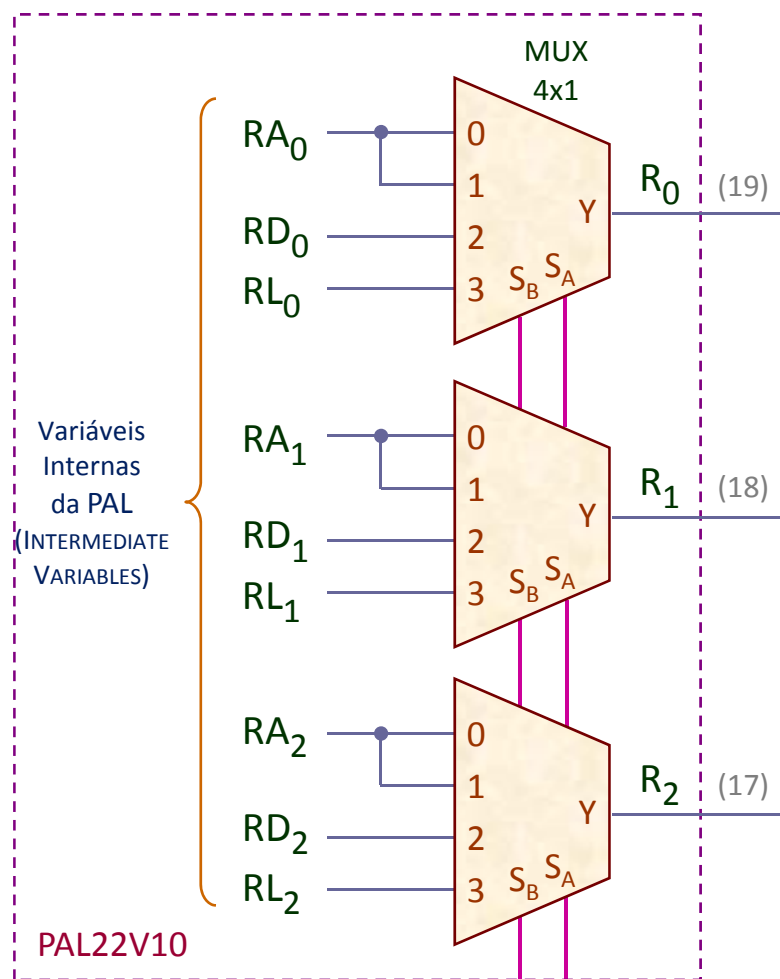 MUX
4x1
RA0
0
1
RD0
2
RL0
3
SB
SA
Y
R0
(19)
Variáveis
Internas
da PAL
(INTERMEDIATE
VARIABLES)
RA1
0
1
RD1
2
RL1
3
SB
SA
Y
R1
(18)
RA2
0
1
RD2
2
RL2
3
SB
SA
Y
R2
(17)
PAL22V10